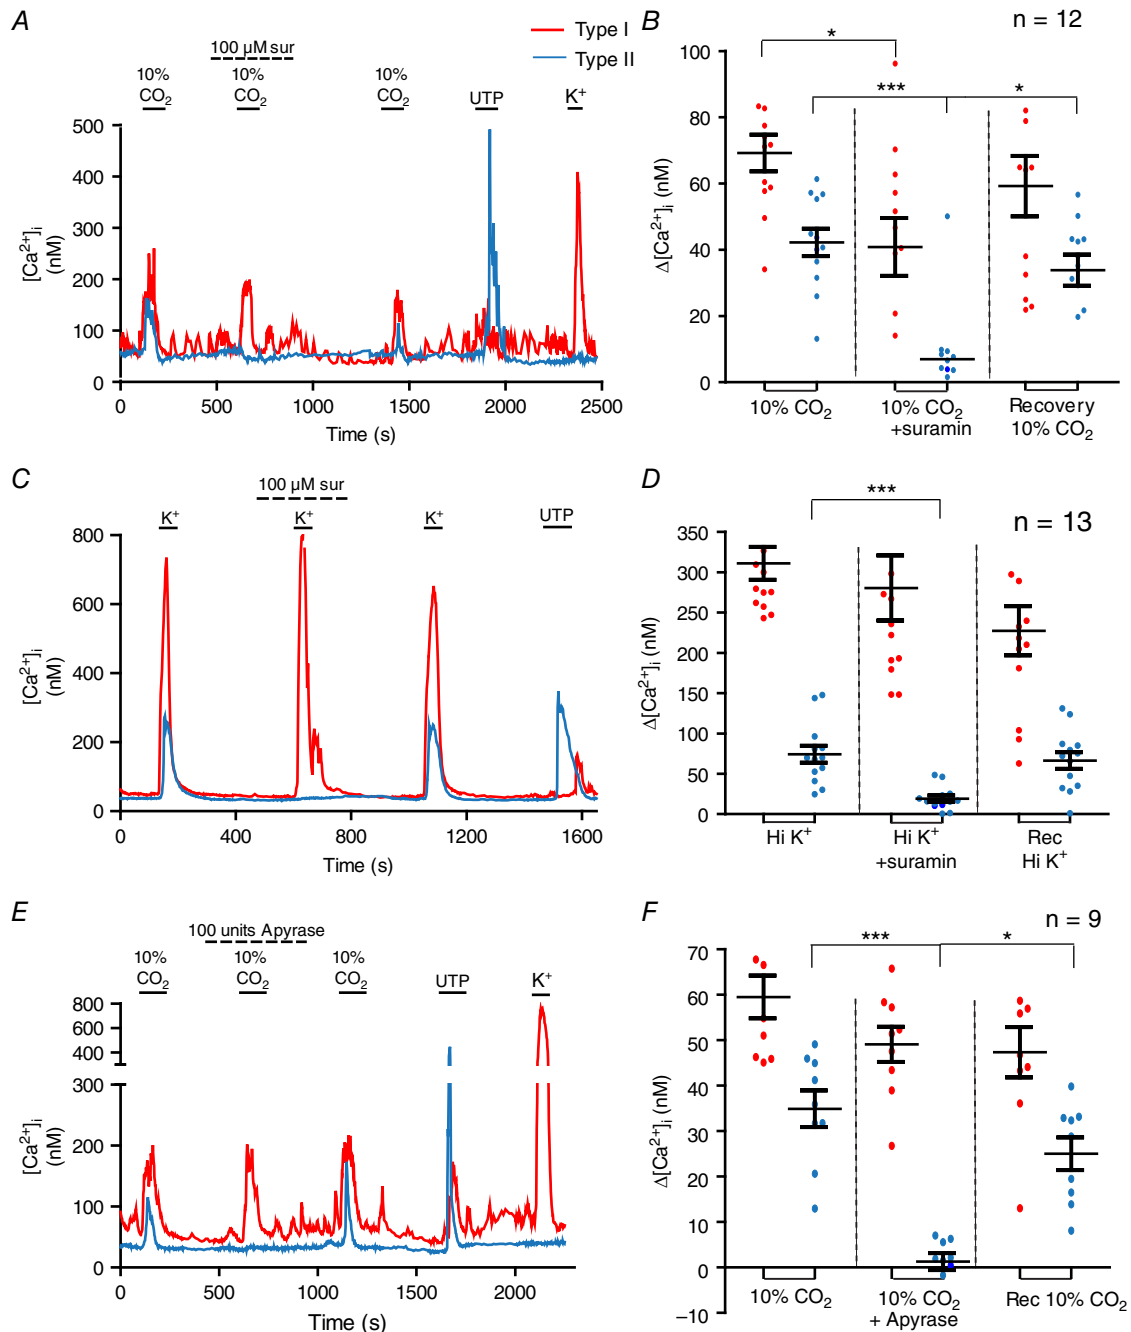 A
Type I
Type II
100 µM sur
10% CO2
10% CO2
10% CO2
UTP
K+
[Ca2+]i (nM)
500
400
300
200
100
0
0
500
1000
1500
2000
2500
Time (s)
B
n = 12
*
***
*
Δ[Ca2+]i (nM)
100
80
60
40
20
0
10% CO2
10% CO2 +suramin
Recovery 10% CO2
C
100 µM sur
K+
K+
K+
UTP
[Ca2+]i (nM)
800
600
400
200
0
0
400
800
1200
1600
Time (s)
D
n = 13
***
Δ[Ca2+]i (nM)
350
300
250
200
150
100
50
0
Hi K+
Hi K+ +suramin
Rec Hi K+
E
100 units Apyrase
10% CO2
10% CO2
10% CO2
UTP
K+
[Ca2+]i (nM)
800
600
400
300
200
100
0
0
500
1000
1500
2000
Time (s)
F
n = 9
***
*
Δ[Ca2+]i (nM)
70
60
50
40
30
20
10
0
−10
10% CO2
10% CO2 + Apyrase
Rec 10% CO2